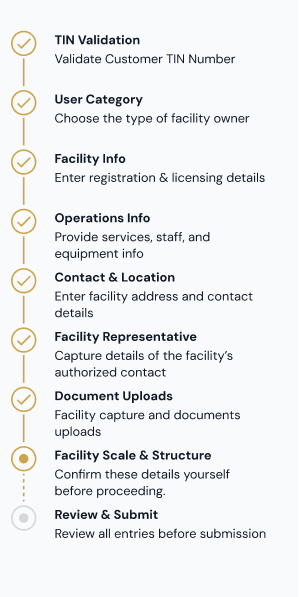 TIN Validation
Validate Customer TIN Number
User Category
Choose the type of facility owner
Facility Info
Enter registration & licensing details
Operations Info
Provide services, staff, and
equipment info
Contact & Location
Enter facility address and contact
details
Facility Representative
Capture details of the facility's
authorized contact
Document Uploads
Facility capture and documents
uploads
Facility Scale & Structure
Confirm these details yourself
before proceeding.
Review & Submit
Review all entries before submission